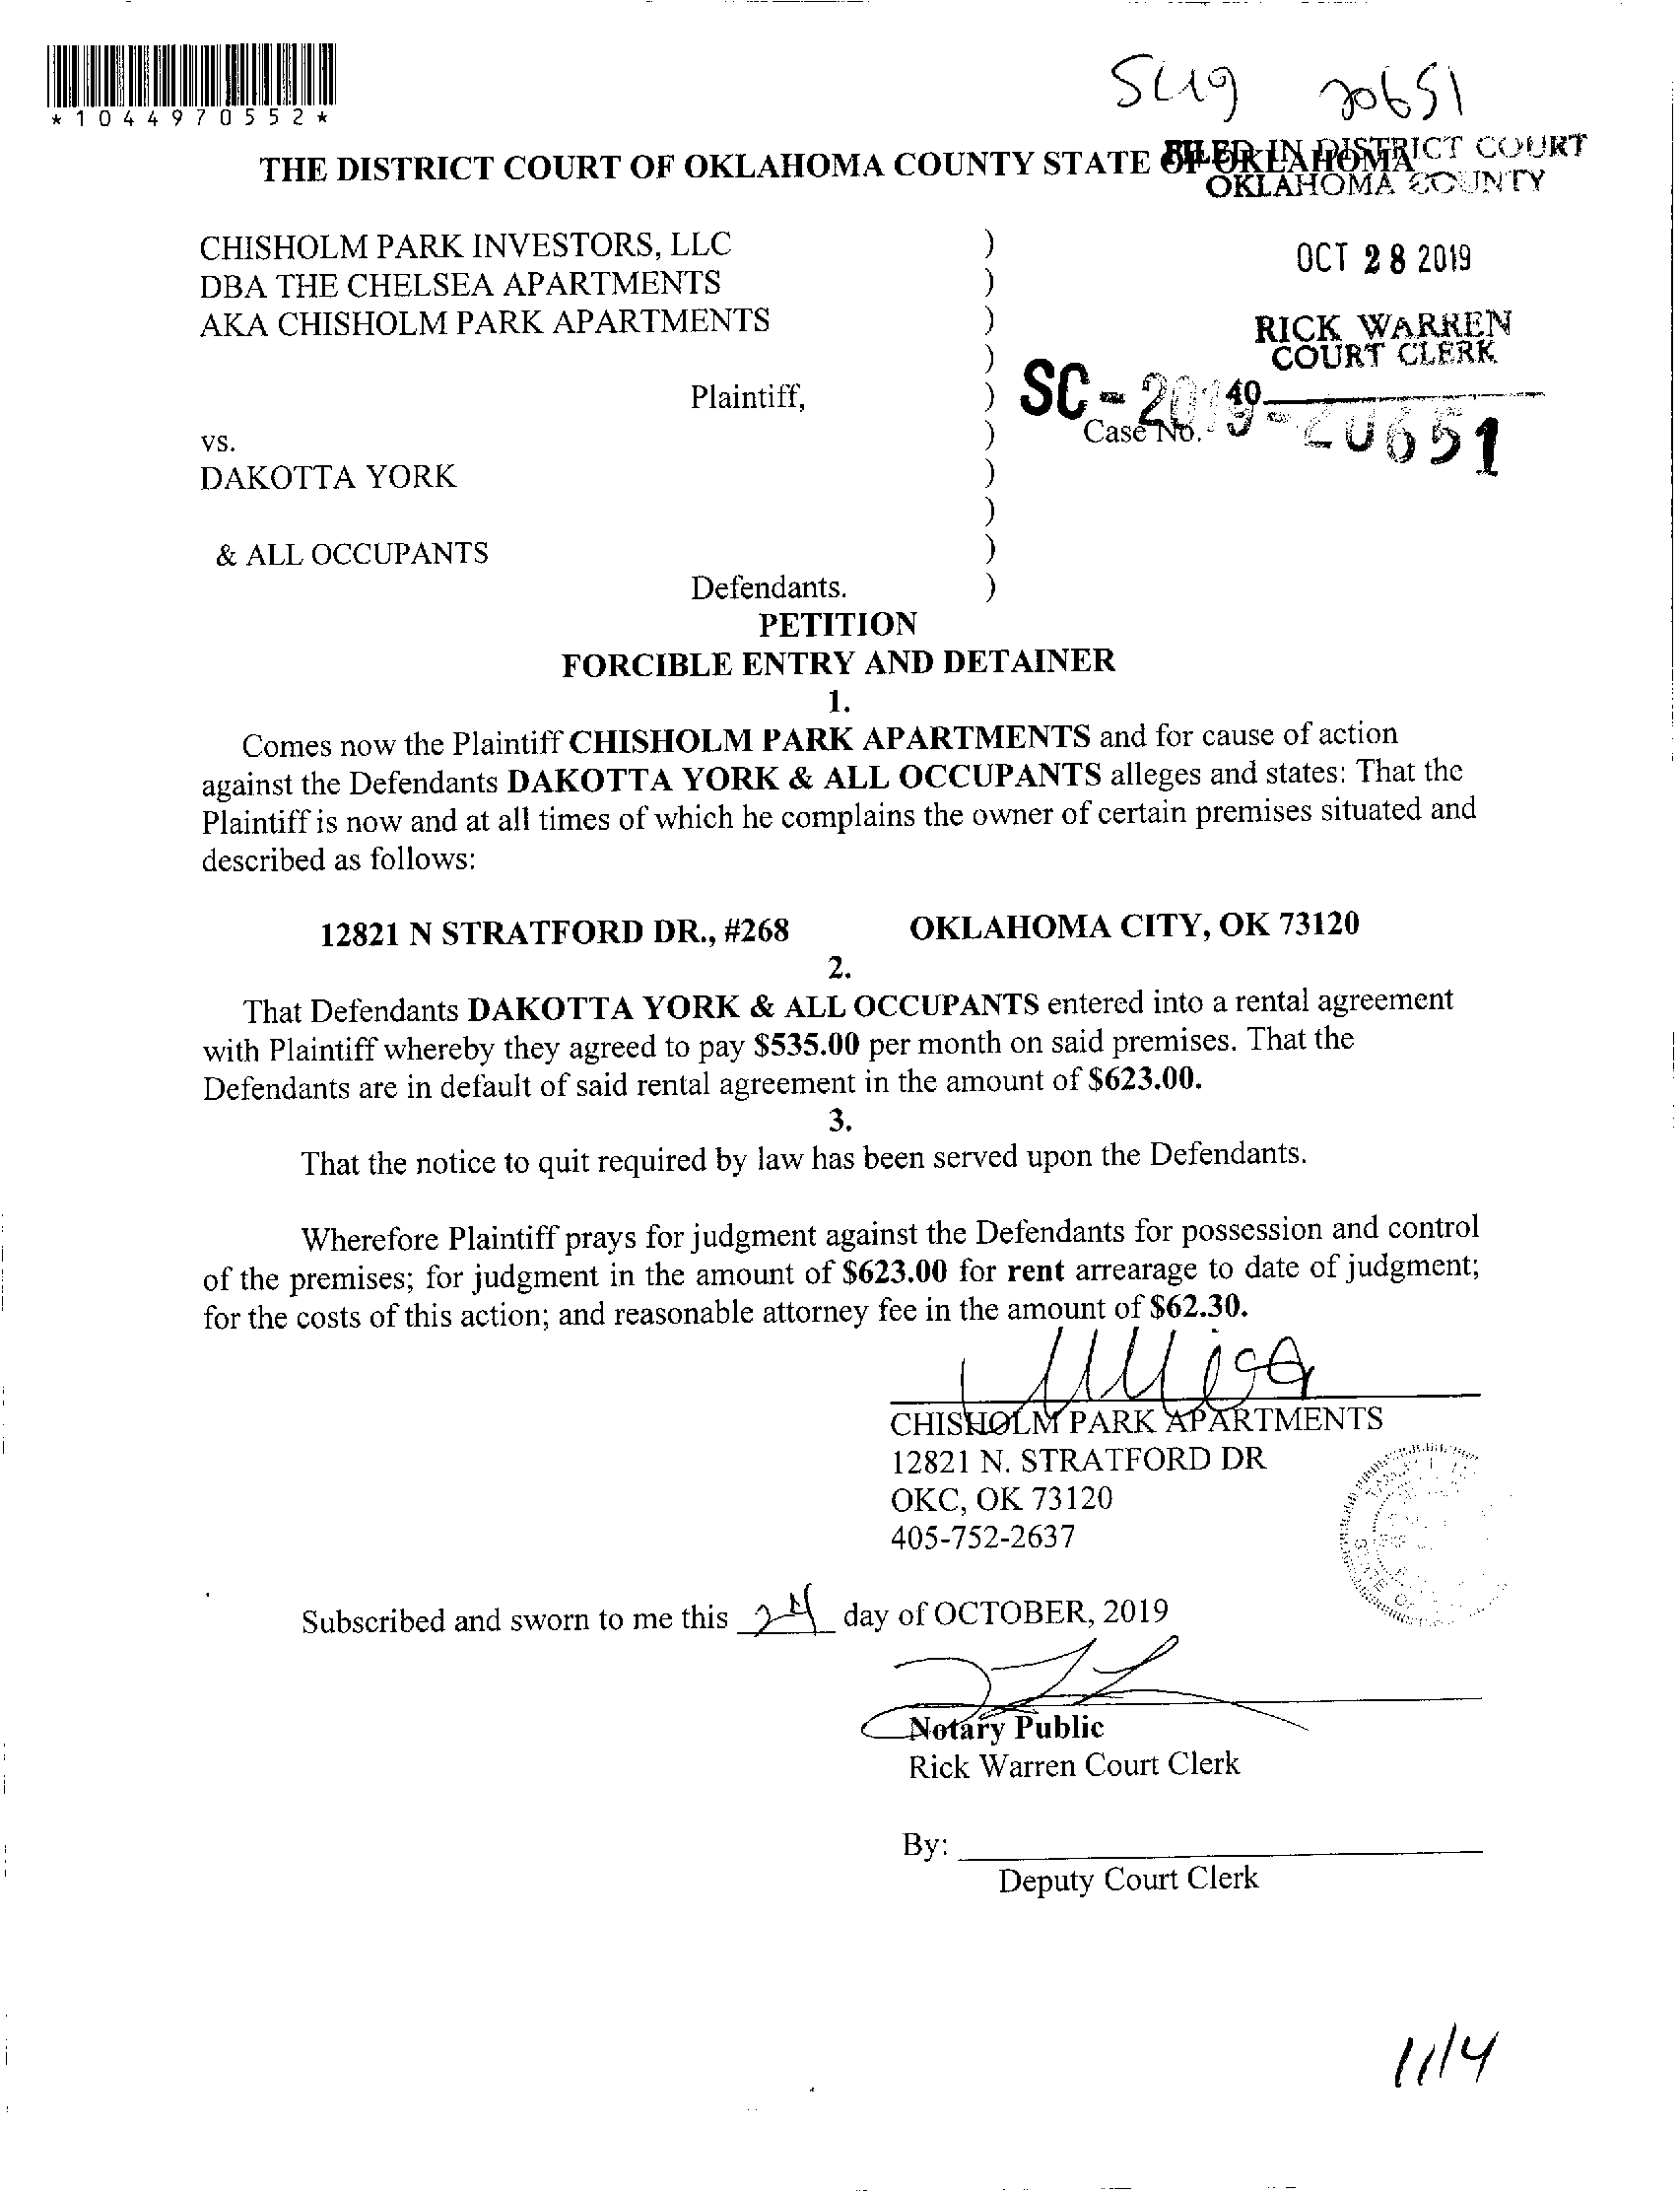 *1044970552*
SC19 20651
THE DISTRICT COURT OF OKLAHOMA COUNTY STATE OF OKLAHOMA
FILED IN DISTRICT COURT
OKLAHOMA COUNTY
CHISHOLM PARK INVESTORS, LLC )
DBA THE CHELSEA APARTMENTS )
AKA CHISHOLM PARK APARTMENTS )
OCT 28 2019
RICK WARREN
COURT CLERK
)
40
Plaintiff, )
SC-2019-20651
vs. ) Case No.
DAKOTTA YORK )
)
& ALL OCCUPANTS )
Defendants. )
PETITION
FORCIBLE ENTRY AND DETAINER
1.
Comes now the Plaintiff CHISHOLM PARK APARTMENTS and for cause of action
against the Defendants DAKOTTA YORK & ALL OCCUPANTS alleges and states: That the
Plaintiff is now and at all times of which he complains the owner of certain premises situated and
described as follows:
12821 N STRATFORD DR., #268 OKLAHOMA CITY, OK 73120
2.
That Defendants DAKOTTA YORK & ALL OCCUPANTS entered into a rental agreement
with Plaintiff whereby they agreed to pay $535.00 per month on said premises. That the
Defendants are in default of said rental agreement in the amount of $623.00.
3.
That the notice to quit required by law has been served upon the Defendants.
Wherefore Plaintiff prays for judgment against the Defendants for possession and control
of the premises; for judgment in the amount of $623.00 for rent arrearage to date of judgment;
for the costs of this action; and reasonable attorney fee in the amount of $62.30.
CHISHOLM PARK APARTMENTS
12821 N. STRATFORD DR
OKC, OK 73120
405-752-2637
Subscribed and sworn to me this 24 day of OCTOBER, 2019
Notary Public
Rick Warren Court Clerk
By:
Deputy Court Clerk
11/4